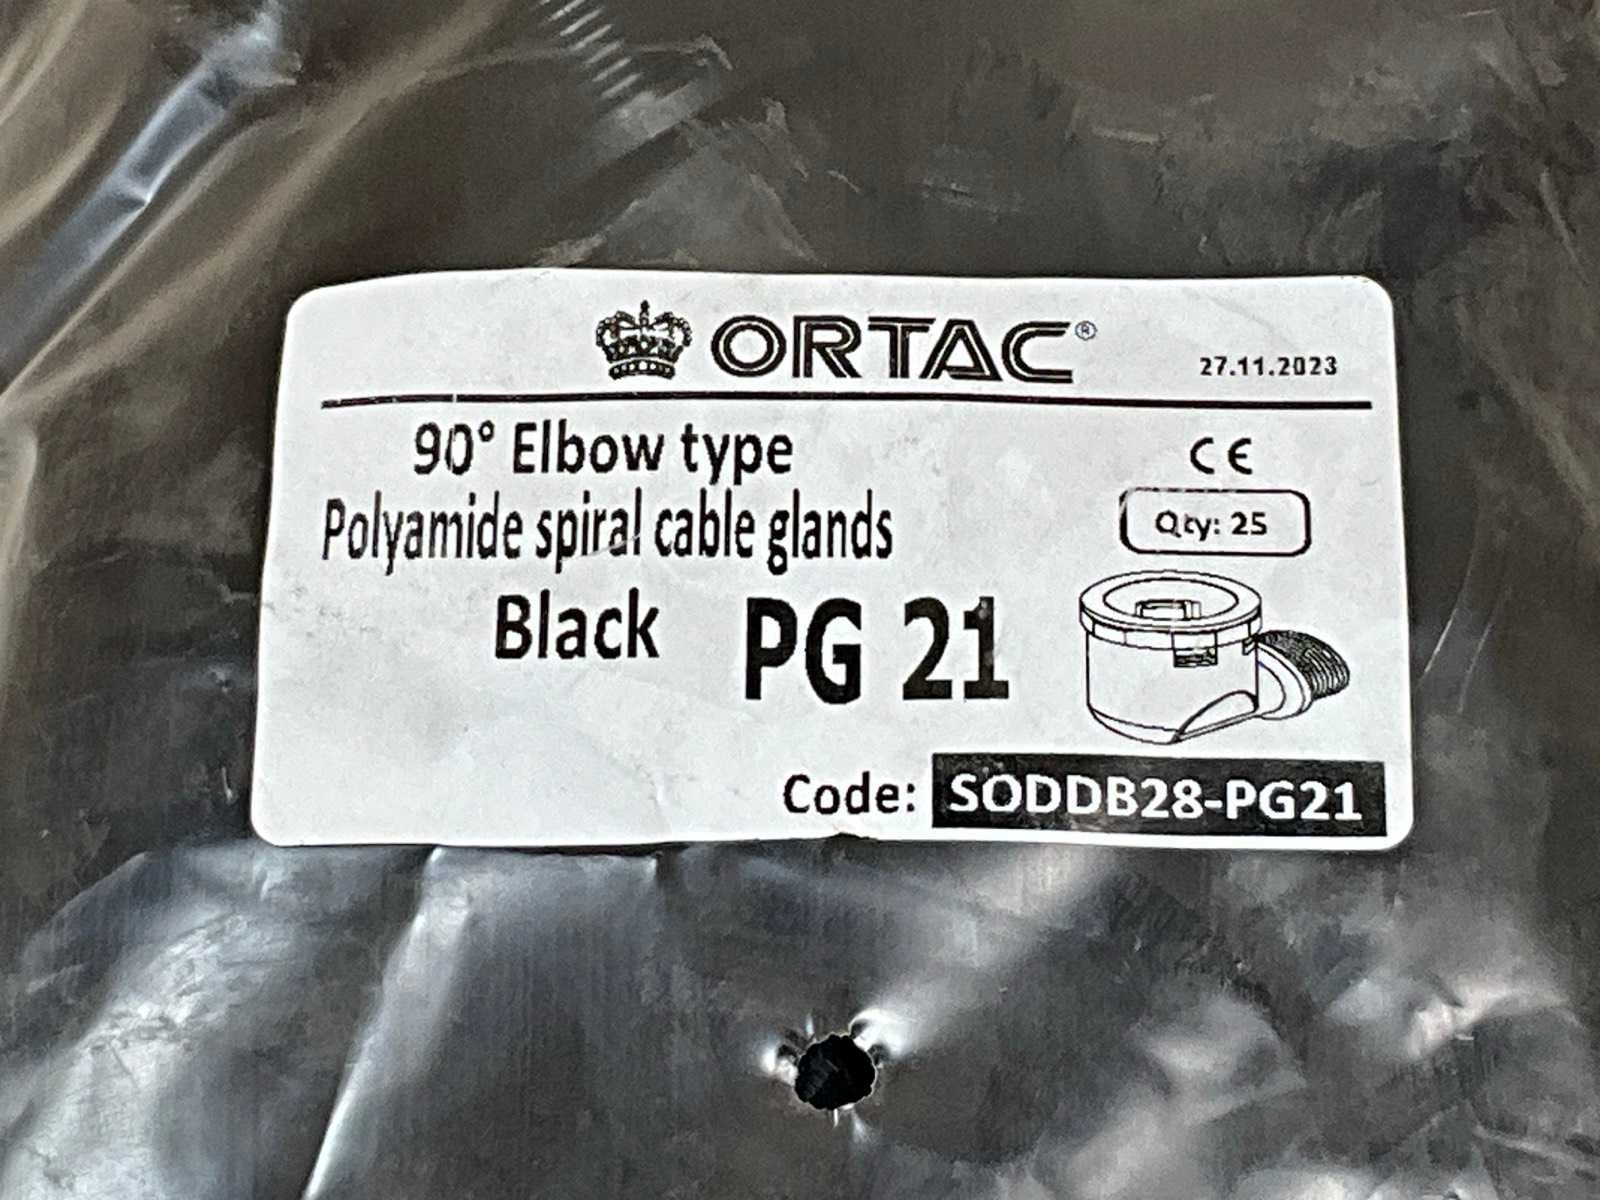 ORTAC®
27.11.2023
90° Elbow type
Polyamide spiral cable glands
Black PG 21
CE
Qty: 25
Code: SODDB28-PG21